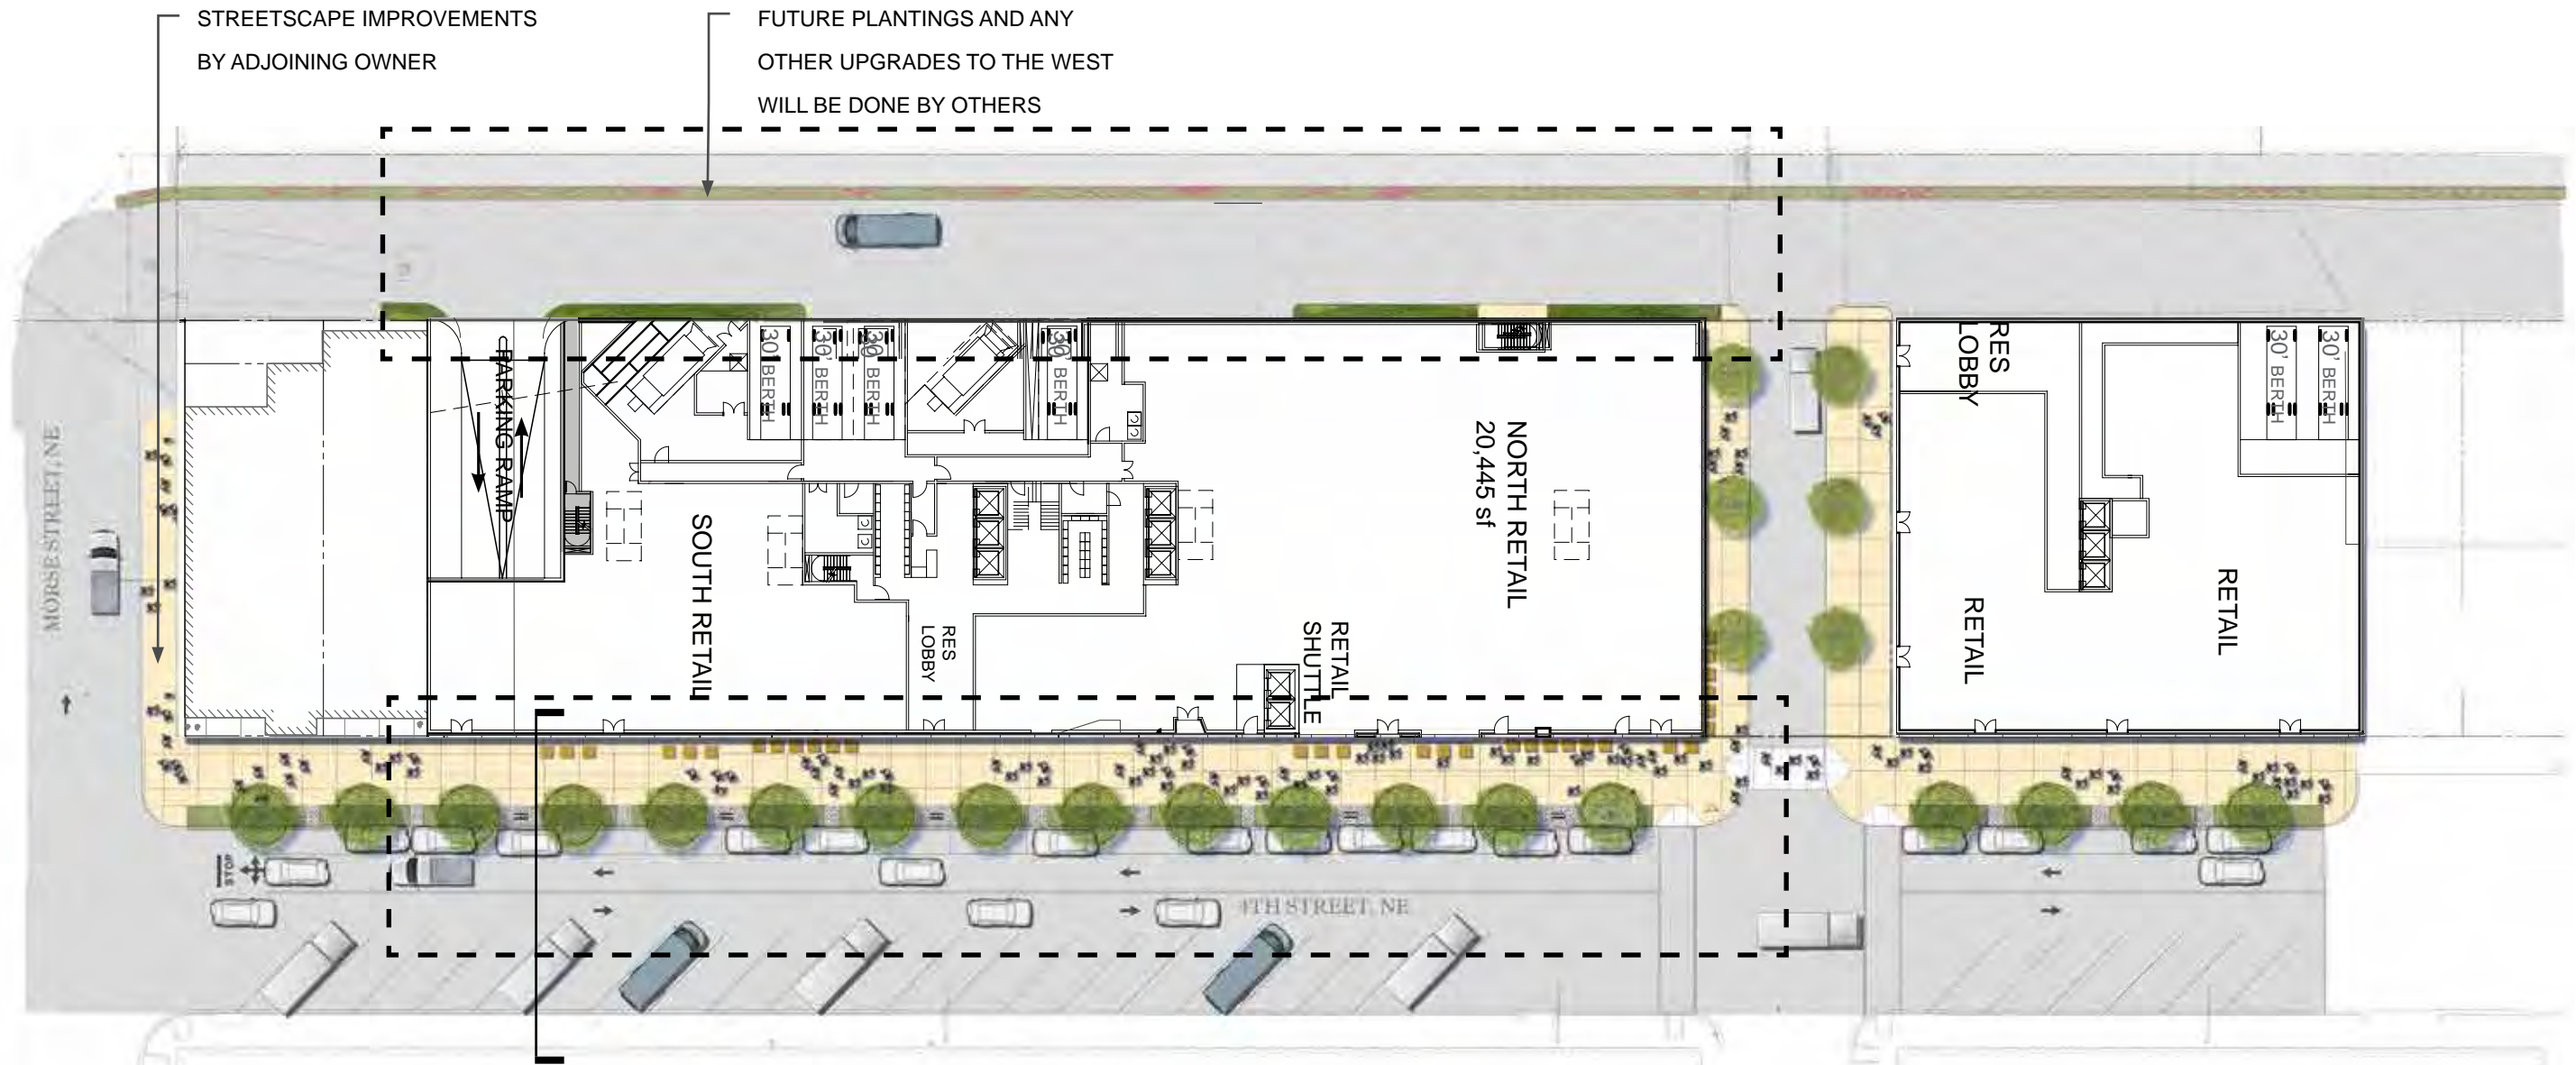 STREETSCAPE IMPROVEMENTS
BY ADJOINING OWNER
FUTURE PLANTINGS AND ANY
OTHER UPGRADES TO THE WEST
WILL BE DONE BY OTHERS
MORSE STREET, NE
PARKING RAMP
30' BERTH
30' BERTH
30' BERTH
30' BERTH
SOUTH RETAIL
RES
LOBBY
RETAIL
SHUTTLE
NORTH RETAIL
20,445 sf
RES
LOBBY
30' BERTH
30' BERTH
RETAIL
RETAIL
STOP
4TH STREET, NE